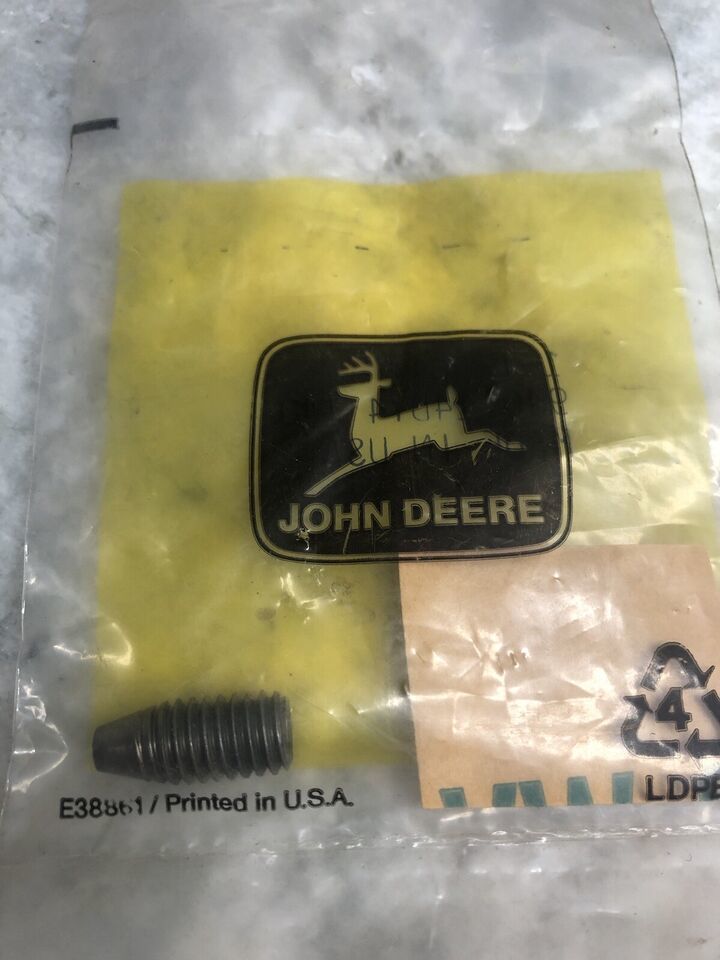 JOHN DEERE
4
LDPE
E38861 / Printed in U.S.A.